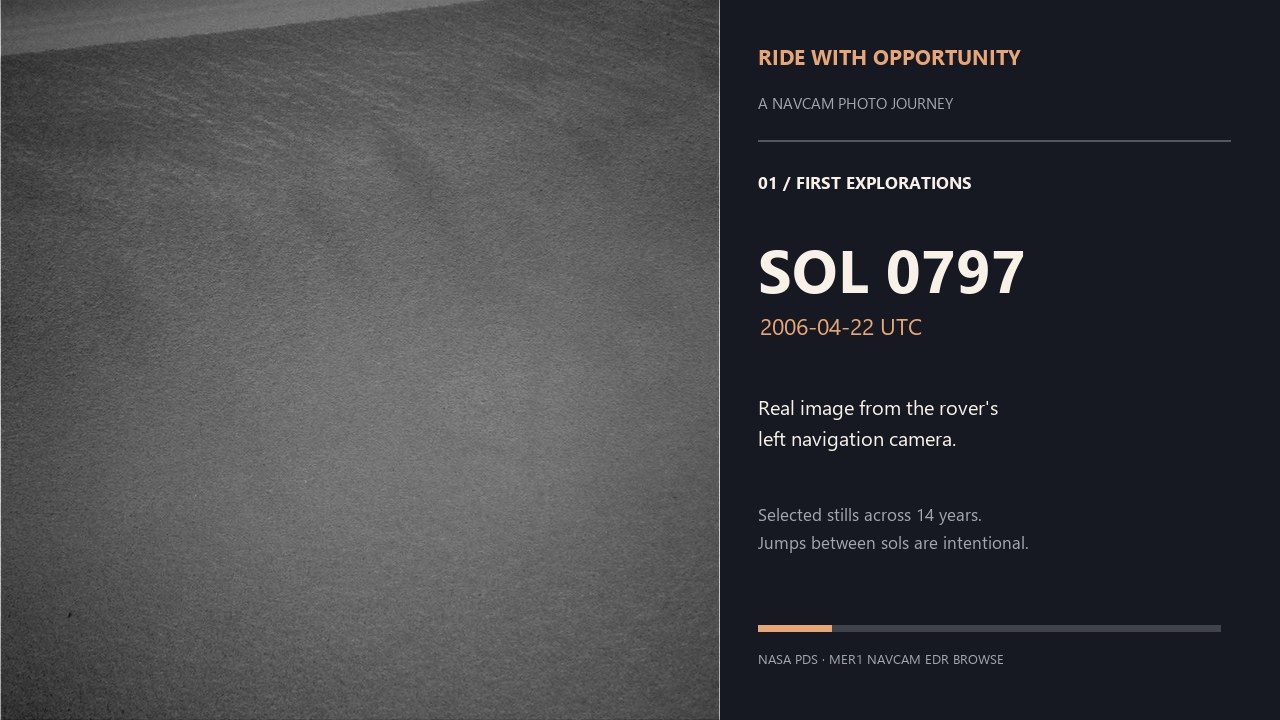 RIDE WITH OPPORTUNITY
A NAVCAM PHOTO JOURNEY
01 / FIRST EXPLORATIONS
SOL 0797
2006-04-22 UTC
Real image from the rover's
left navigation camera.
Selected stills across 14 years.
Jumps between sols are intentional.
NASA PDS · MER1 NAVCAM EDR BROWSE